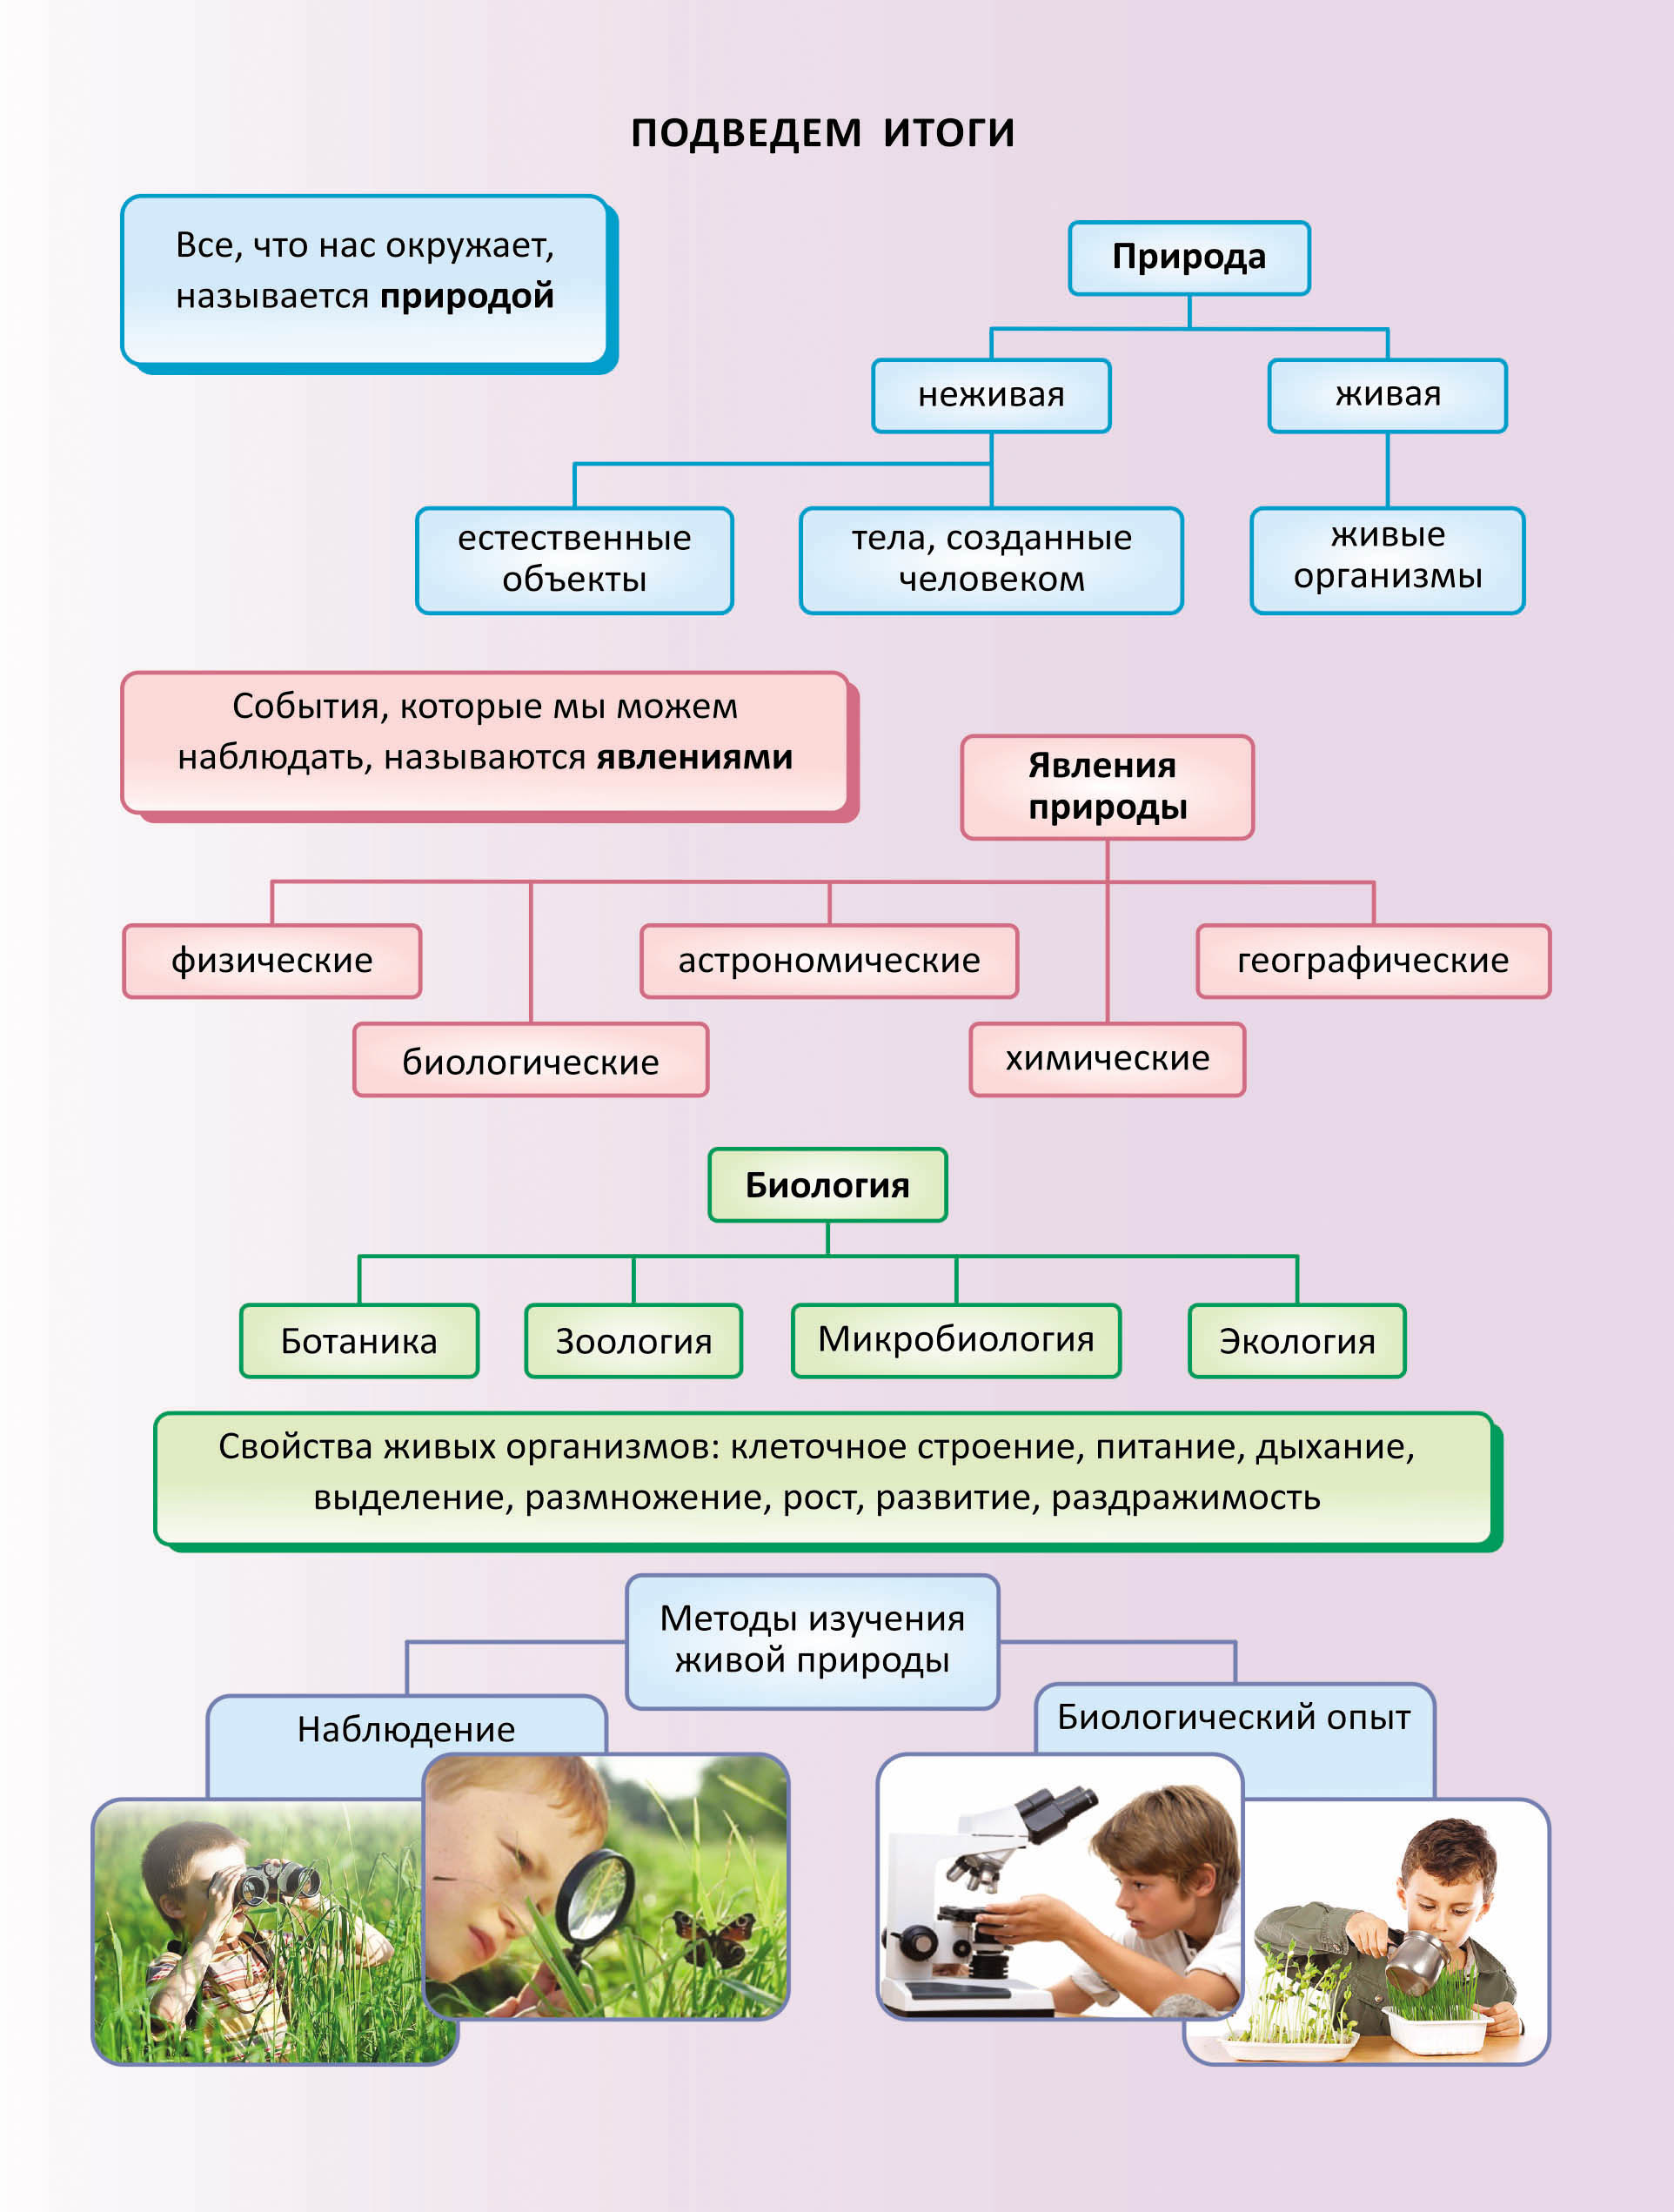 ПОДВЕДЕМ ИТОГИ
Все, что нас окружает,
называется природой
Природа
неживая
живая
естественные
объекты
тела, созданные
человеком
живые
организмы
События, которые мы можем
наблюдать, называются явлениями
Явления
природы
физические
астрономические
географические
биологические
химические
Биология
Ботаника
Зоология
Микробиология
Экология
Свойства живых организмов: клеточное строение, питание, дыхание,
выделение, размножение, рост, развитие, раздражимость
Методы изучения
живой природы
Наблюдение
Биологический опыт